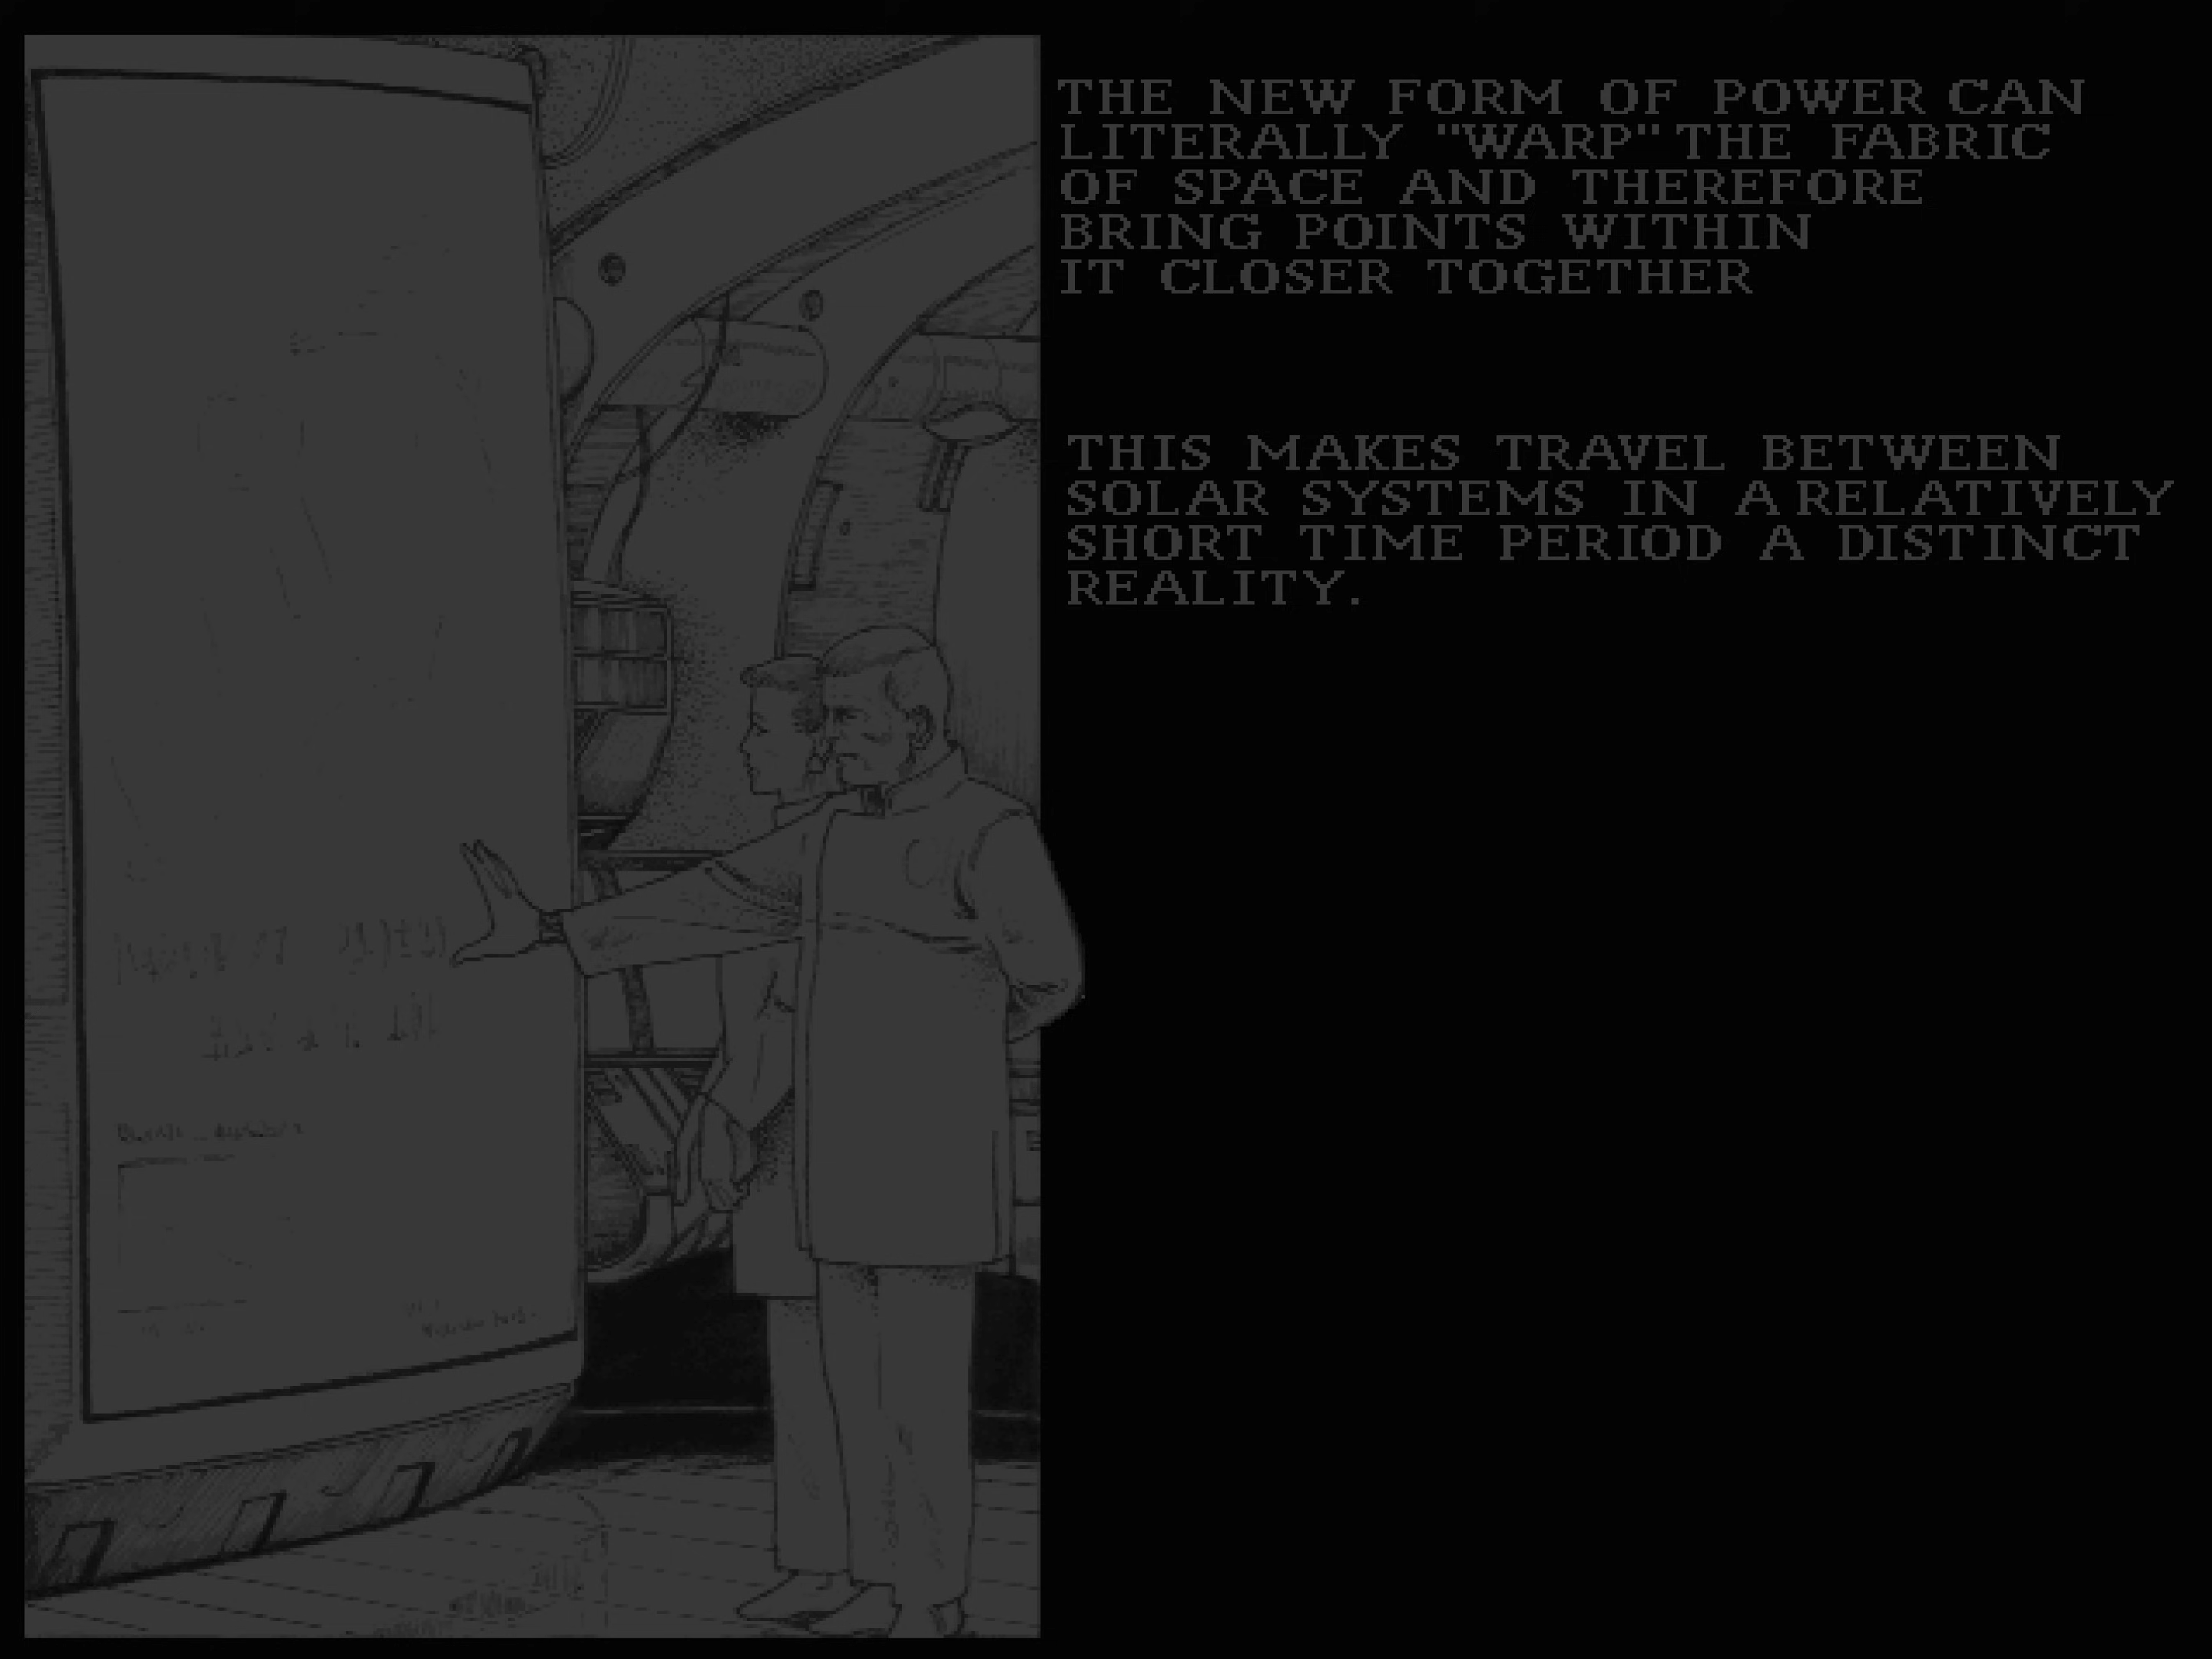 THE NEW FORM OF POWER CAN
LITERALLY "WARP" THE FABRIC
OF SPACE AND THEREFORE
BRING POINTS WITHIN
IT CLOSER TOGETHER
THIS MAKES TRAVEL BETWEEN
SOLAR SYSTEMS IN A RELATIVELY
SHORT TIME PERIOD A DISTINCT
REALITY.